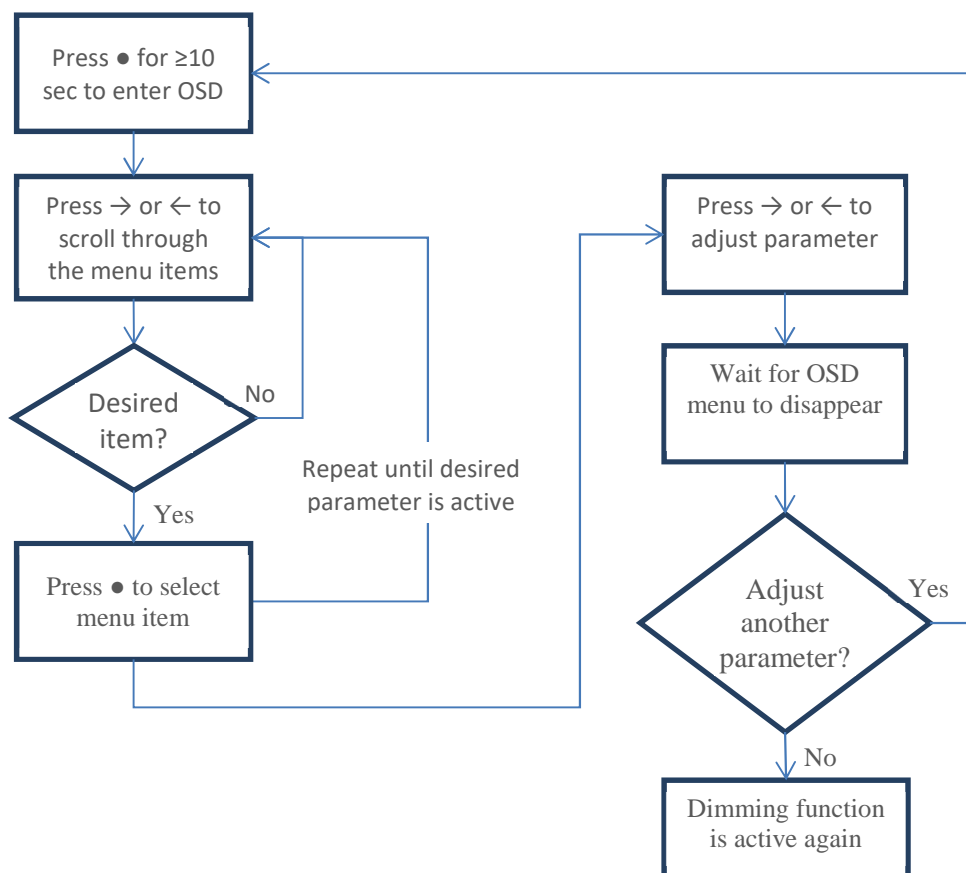 Press ● for ≥10
sec to enter OSD
Press → or ← to
scroll through
the menu items
Desired
item?
No
Yes
Repeat until desired
parameter is active
Press ● to select
menu item
Press → or ← to
adjust parameter
Wait for OSD
menu to disappear
Adjust
another
parameter?
Yes
No
Dimming function
is active again